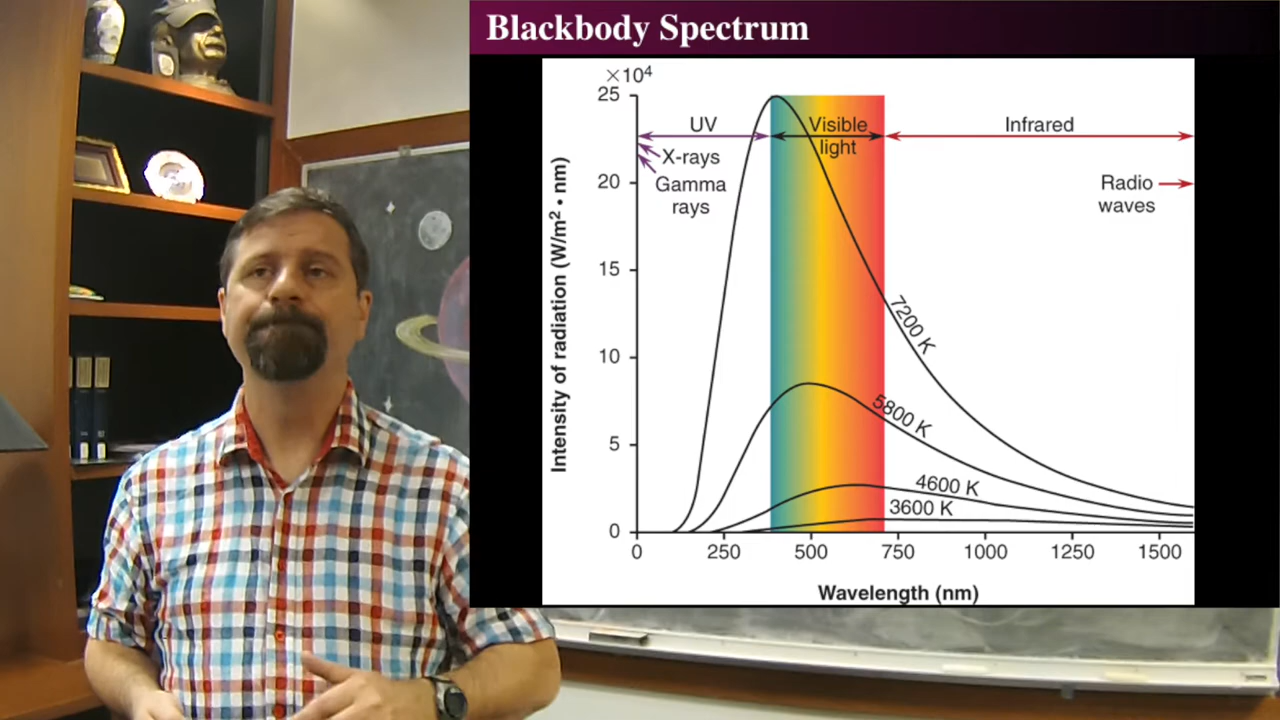 Blackbody Spectrum
×10⁴
25
20
15
10
5
0
Intensity of radiation (W/m² • nm)
UV
X-rays
Gamma
rays
Visible
light
Infrared
Radio
waves
7200 K
5800 K
4600 K
3600 K
0 250 500 750 1000 1250 1500
Wavelength (nm)